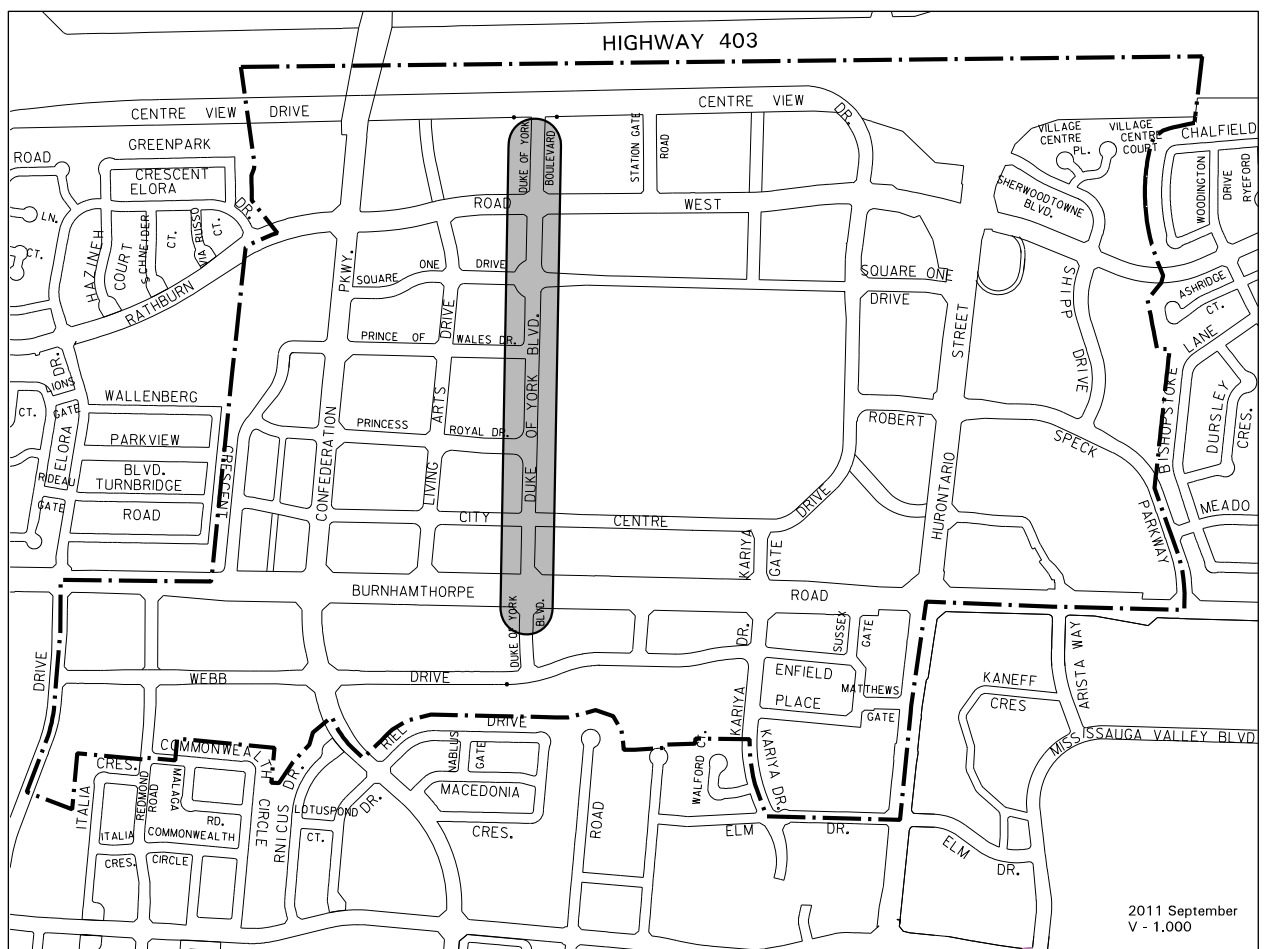 HIGHWAY 403
CENTRE VIEW DRIVE
CENTRE VIEW
DR.
GREENPARK
ROAD
CRESCENT
ELORA
DR.
LN.
CT.
HAZINEH
COURT
SCHNEIDER
CT.
VIA RUSSO
CT.
RATHBURN
ROAD
WEST
DUKE OF YORK
BOULEVARD
STATION GATE
ROAD
VILLAGE
CENTRE
PL.
VILLAGE
CENTRE
COURT
CHALFIELD
SHERWOODTOWNE
BLVD.
WOODINGTON
DRIVE
RYEFORD
PKWY.
SQUARE ONE DRIVE
SQUARE ONE
DRIVE
SHIPP
DRIVE
ASHRIDGE
CT.
LANE
STREET
PRINCE OF WALES DR.
DRIVE
DUKE OF YORK BLVD.
DR.
LIONS
GATE
CT.
WALLENBERG
ARTS
PRINCESS ROYAL DR.
ROBERT
SPECK
BISHOPSTOKE
DURSLEY
CRES.
PARKVIEW
ELORA
BLVD.
TURNBRIDGE
RIDEAU
GATE
ROAD
CRESCENT
CONFEDERATION
LIVING
CITY CENTRE DRIVE
HURONTARIO
PARKWAY
MEADO
KARIYA
GATE
BURNHAMTHORPE
ROAD
DUKE OF YORK
BLVD.
DR.
SUSSEX
GATE
ARISTA WAY
DRIVE
WEBB DRIVE
ENFIELD
PLACE
MATTHEWS
GATE
KANEFF
CRES
KARIYA
KARIYA DR.
MISSISSAUGA VALLEY BLVD.
RIEL DRIVE
COMMONWEALTH
CIRCLE
CRES.
ITALIA
REDMOND
ROAD
MALAGA
RD.
DR.
RINJCUS
LOTUSPOND
CT.
DR.
NABLUS
GATE
MACEDONIA
CRES.
WALFORD CT.
ROAD
ITALIA
CRES.
COMMONWEALTH
CIRCLE
ELM DR.
ELM
DR.
2011 September
V - 1.000